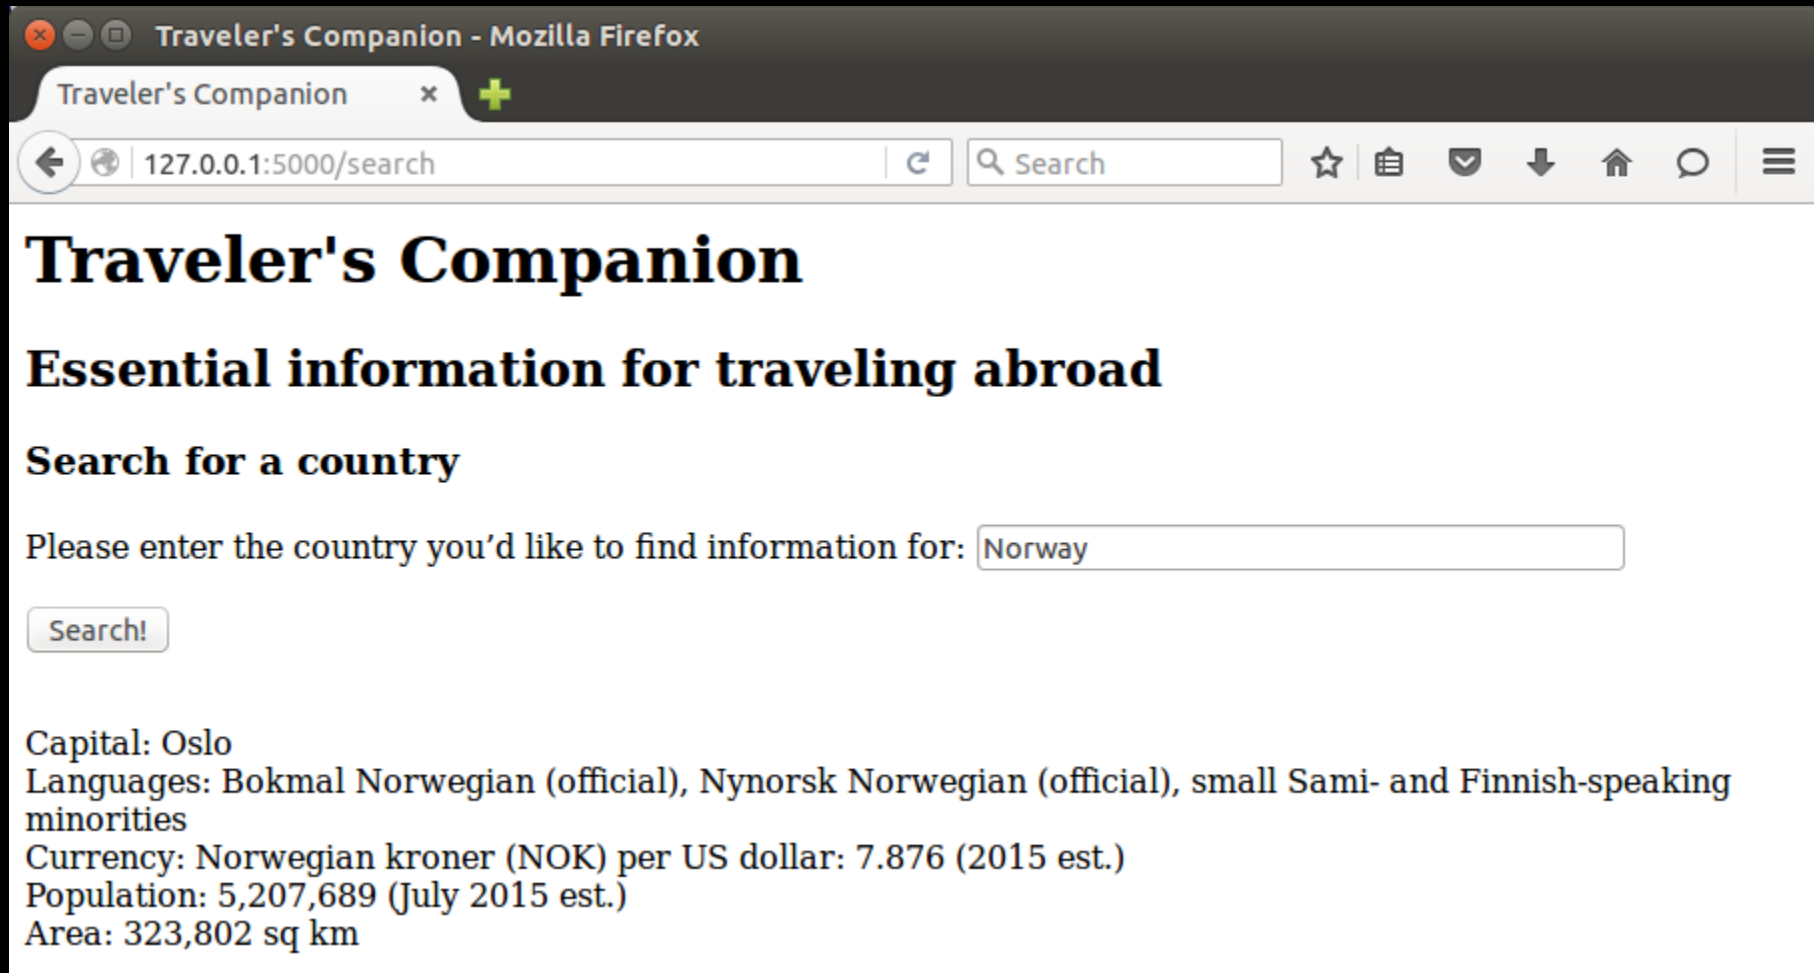 Traveler's Companion - Mozilla Firefox
Traveler's Companion
127.0.0.1:5000/search
Search
Traveler's Companion
Essential information for traveling abroad
Search for a country
Please enter the country you’d like to find information for: Norway
Search!
Capital: Oslo
Languages: Bokmal Norwegian (official), Nynorsk Norwegian (official), small Sami- and Finnish-speaking
minorities
Currency: Norwegian kroner (NOK) per US dollar: 7.876 (2015 est.)
Population: 5,207,689 (July 2015 est.)
Area: 323,802 sq km